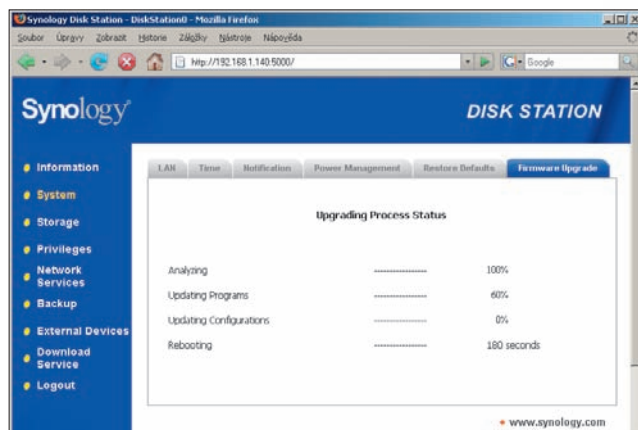 Synology Disk Station - DiskStation0 - Mozilla Firefox
Soubor Úpravy Zobrazit Historie Záložky Nástroje Nápověda
http://192.168.1.140:5000/
Google
Synology
DISK STATION
Information
System
Storage
Privileges
Network
Services
Backup
External Devices
Download
Service
Logout
LAN Time Notification Power Management Restore Defaults Firmware Upgrade
Upgrading Process Status
Analyzing ---------------- 100%
Updating Programs ---------------- 60%
Updating Configurations ---------------- 0%
Rebooting ---------------- 180 seconds
www.synology.com